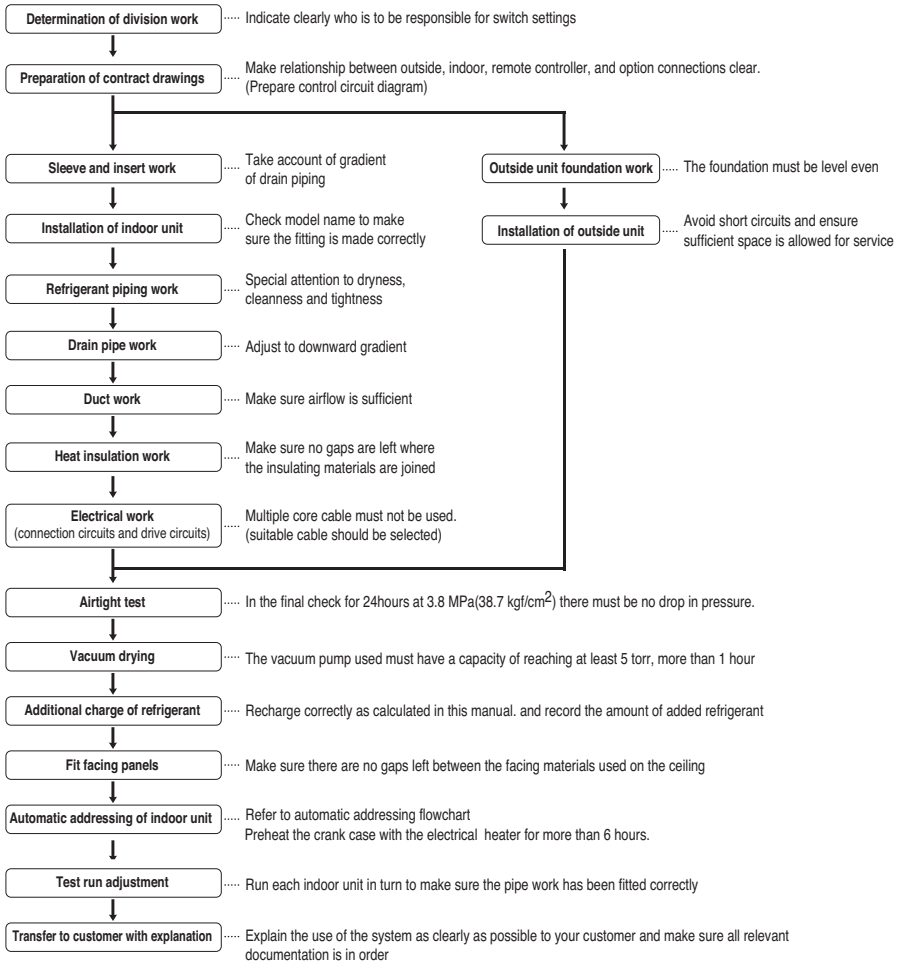 Determination of division work
Indicate clearly who is to be responsible for switch settings
Preparation of contract drawings
Make relationship between outside, indoor, remote controller, and option connections clear.
(Prepare control circuit diagram)
Sleeve and insert work
Take account of gradient
of drain piping
Outside unit foundation work
The foundation must be level even
Installation of indoor unit
Check model name to make
sure the fitting is made correctly
Installation of outside unit
Avoid short circuits and ensure
sufficient space is allowed for service
Refrigerant piping work
Special attention to dryness,
cleanness and tightness
Drain pipe work
Adjust to downward gradient
Duct work
Make sure airflow is sufficient
Heat insulation work
Make sure no gaps are left where
the insulating materials are joined
Electrical work
(connection circuits and drive circuits)
Multiple core cable must not be used.
(suitable cable should be selected)
Airtight test
In the final check for 24hours at 3.8 MPa(38.7 kgf/cm2) there must be no drop in pressure.
Vacuum drying
The vacuum pump used must have a capacity of reaching at least 5 torr, more than 1 hour
Additional charge of refrigerant
Recharge correctly as calculated in this manual. and record the amount of added refrigerant
Fit facing panels
Make sure there are no gaps left between the facing materials used on the ceiling
Automatic addressing of indoor unit
Refer to automatic addressing flowchart
Preheat the crank case with the electrical heater for more than 6 hours.
Test run adjustment
Run each indoor unit in turn to make sure the pipe work has been fitted correctly
Transfer to customer with explanation
Explain the use of the system as clearly as possible to your customer and make sure all relevant
documentation is in order